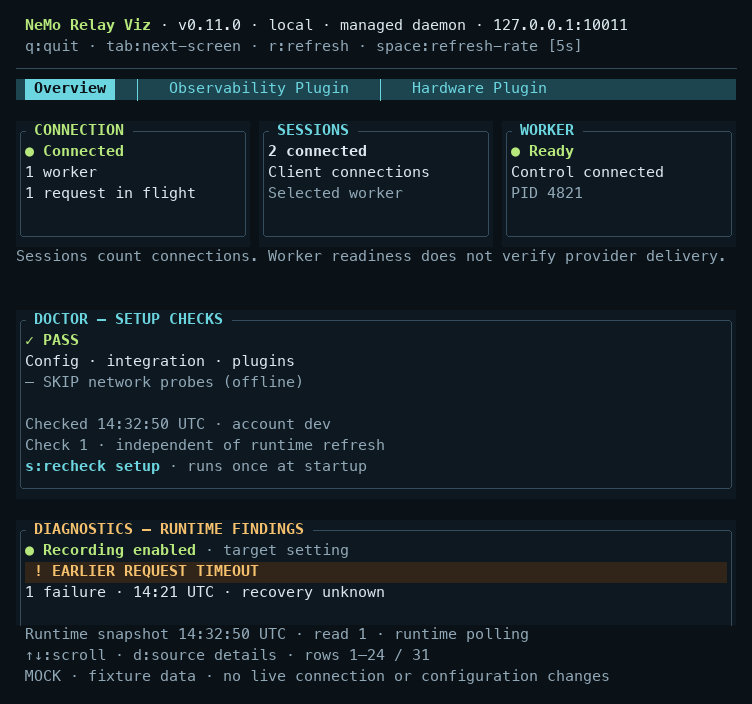 NeMo Relay Viz · v0.11.0 · local · managed daemon · 127.0.0.1:10011
q:quit · tab:next-screen · r:refresh · space:refresh-rate [5s]
Overview │ Observability Plugin │ Hardware Plugin
CONNECTION
● Connected
1 worker
1 request in flight
SESSIONS
2 connected
Client connections
Selected worker
WORKER
● Ready
Control connected
PID 4821
Sessions count connections. Worker readiness does not verify provider delivery.
DOCTOR — SETUP CHECKS
✓ PASS
Config · integration · plugins
— SKIP network probes (offline)
Checked 14:32:50 UTC · account dev
Check 1 · independent of runtime refresh
s:recheck setup · runs once at startup
DIAGNOSTICS — RUNTIME FINDINGS
● Recording enabled · target setting
! EARLIER REQUEST TIMEOUT
1 failure · 14:21 UTC · recovery unknown
Runtime snapshot 14:32:50 UTC · read 1 · runtime polling
↑↓:scroll · d:source details · rows 1–24 / 31
MOCK · fixture data · no live connection or configuration changes